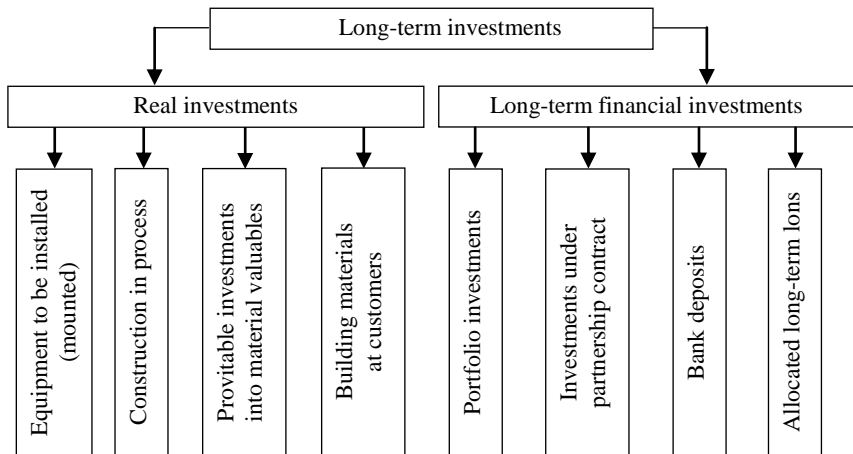 Long-term investments
Real investments
Long-term financial investments
Equipment to be installed
(mounted)
Construction in process
Provitable investments
into material valuables
Building materials
at customers
Portfolio investments
Investments under
partnership contract
Bank deposits
Allocated long-term lons